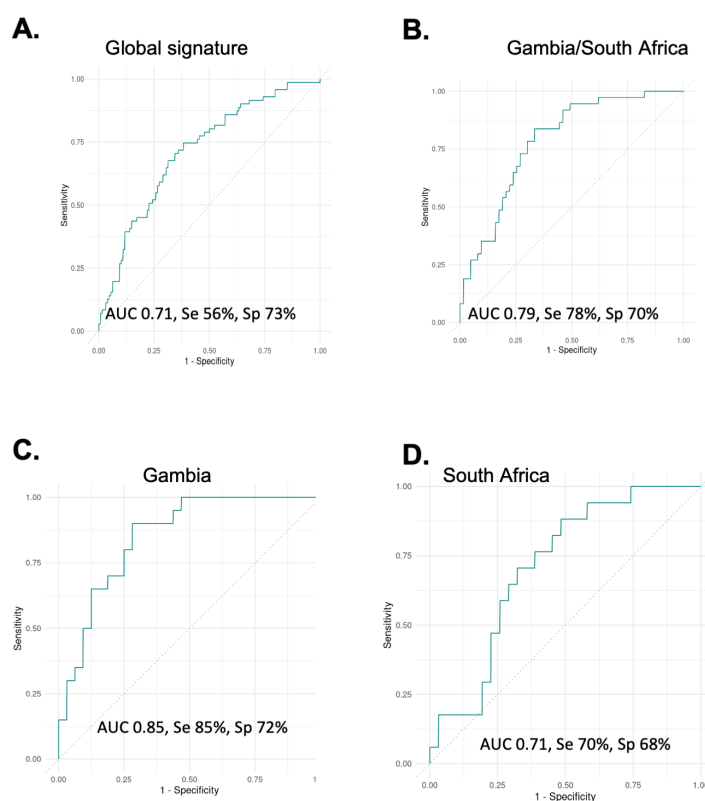 A.
Global signature
1.00
0.75
0.50
0.25
0.00
Sensitivity
AUC 0.71, Se 56%, Sp 73%
0.00 0.25 0.50 0.75 1.00
1 - Specificity
B.
Gambia/South Africa
1.00
0.75
0.50
0.25
0.00
Sensitivity
AUC 0.79, Se 78%, Sp 70%
0.00 0.25 0.50 0.75 1.00
1 - Specificity
C.
Gambia
1.00
0.75
0.50
0.25
0.00
Sensitivity
AUC 0.85, Se 85%, Sp 72%
0.00 0.25 0.50 0.75 1
1 - Specificity
D.
South Africa
1.00
0.75
0.50
0.25
0.00
Sensitivity
AUC 0.71, Se 70%, Sp 68%
0.00 0.25 0.50 0.75 1.00
1 - Specificity